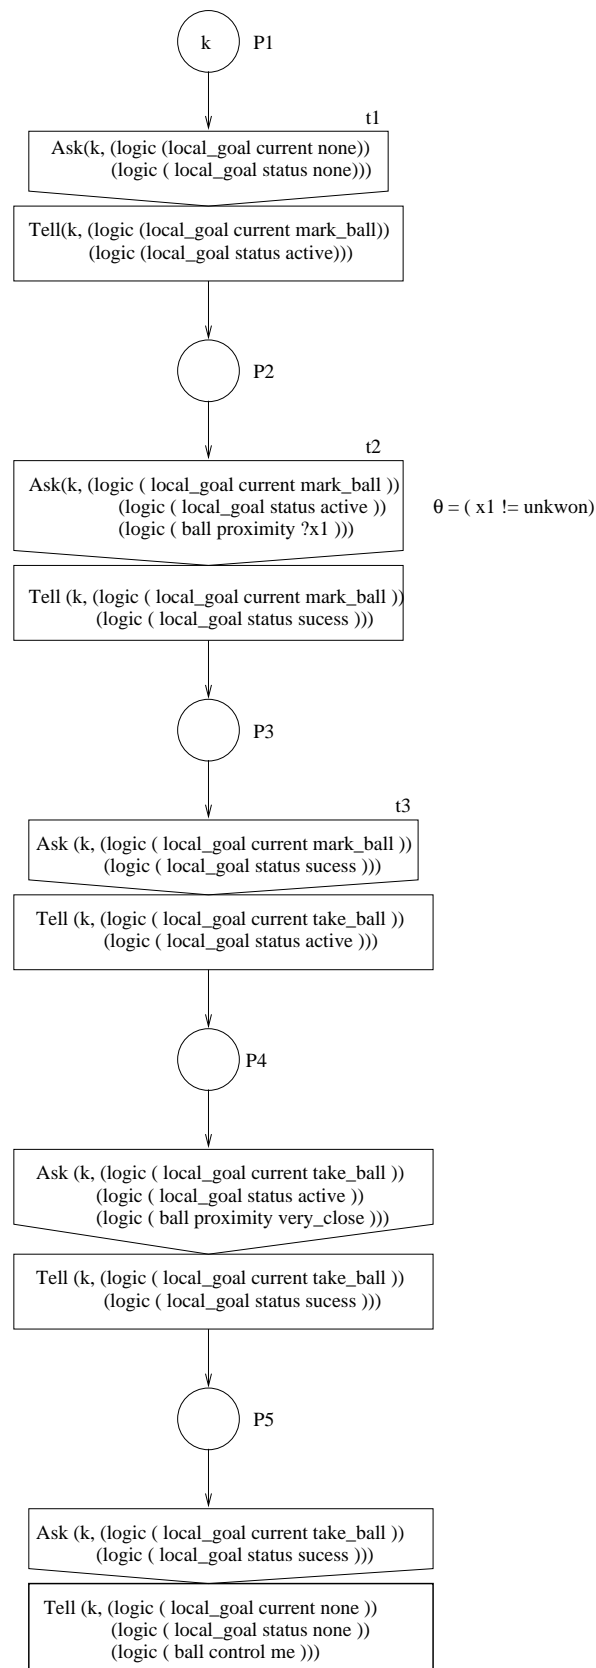 k P1
t1
Ask(k, (logic (local_goal current none))
(logic ( local_goal status none)))
Tell(k, (logic (local_goal current mark_ball))
(logic (local_goal status active)))
P2
t2
Ask(k, (logic ( local_goal current mark_ball ))
(logic ( local_goal status active ))
(logic ( ball proximity ?x1 )))
θ = ( x1 != unkwon)
Tell (k, (logic ( local_goal current mark_ball ))
(logic ( local_goal status sucess )))
P3
t3
Ask (k, (logic ( local_goal current mark_ball ))
(logic ( local_goal status sucess )))
Tell (k, (logic ( local_goal current take_ball ))
(logic ( local_goal status active )))
P4
Ask (k, (logic ( local_goal current take_ball ))
(logic ( local_goal status active ))
(logic ( ball proximity very_close )))
Tell (k, (logic ( local_goal current take_ball ))
(logic ( local_goal status sucess )))
P5
Ask (k, (logic ( local_goal current take_ball ))
(logic ( local_goal status sucess )))
Tell (k, (logic ( local_goal current none ))
(logic ( local_goal status none ))
(logic ( ball control me )))